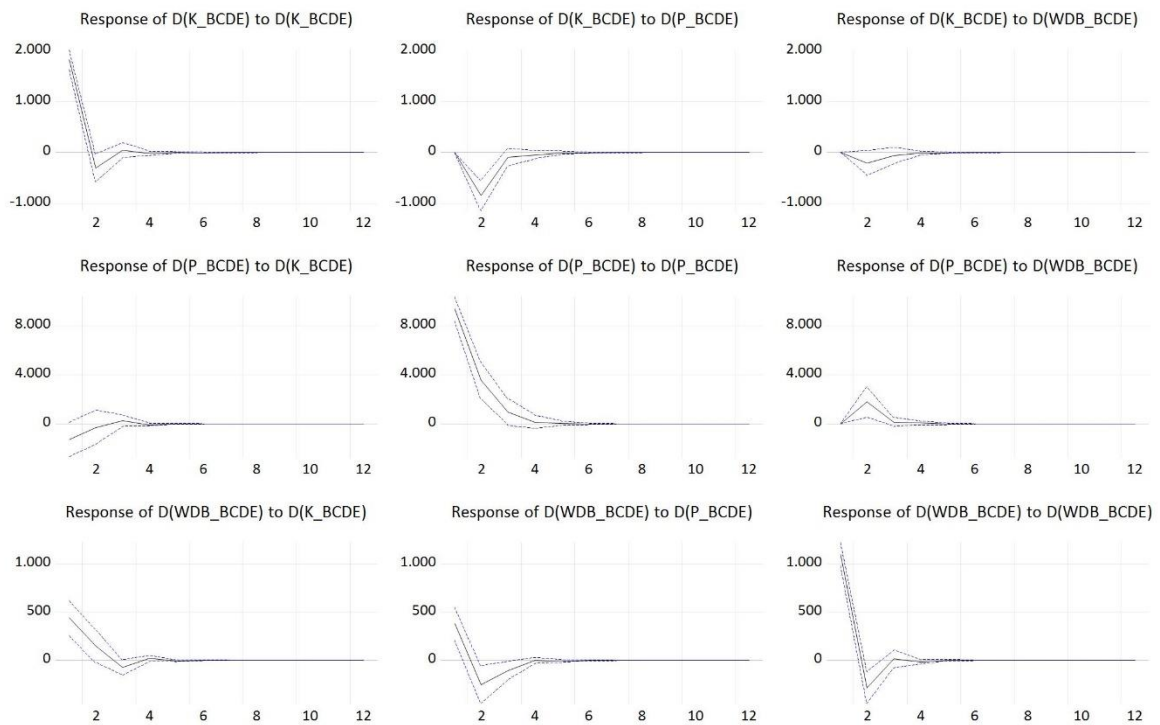 Response of D(K_BCDE) to D(K_BCDE)
2.000
1.000
0
-1.000
2 4 6 8 10 12
Response of D(K_BCDE) to D(P_BCDE)
2.000
1.000
0
-1.000
2 4 6 8 10 12
Response of D(K_BCDE) to D(WDB_BCDE)
2.000
1.000
0
-1.000
2 4 6 8 10 12
Response of D(P_BCDE) to D(K_BCDE)
8.000
4.000
0
2 4 6 8 10 12
Response of D(P_BCDE) to D(P_BCDE)
8.000
4.000
0
2 4 6 8 10 12
Response of D(P_BCDE) to D(WDB_BCDE)
8.000
4.000
0
2 4 6 8 10 12
Response of D(WDB_BCDE) to D(K_BCDE)
1.000
500
0
2 4 6 8 10 12
Response of D(WDB_BCDE) to D(P_BCDE)
1.000
500
0
2 4 6 8 10 12
Response of D(WDB_BCDE) to D(WDB_BCDE)
1.000
500
0
2 4 6 8 10 12